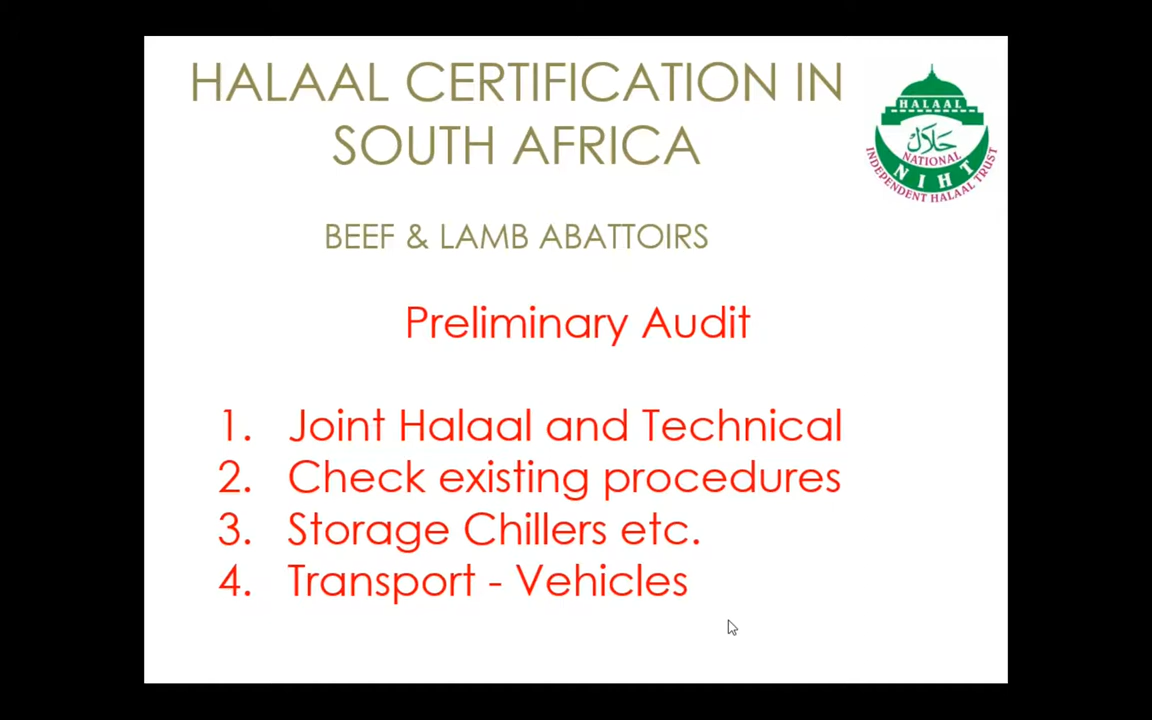 HALAAL CERTIFICATION IN
SOUTH AFRICA
HALAAL
حلال
NATIONAL
NIHT
INDEPENDENT HALAAL TRUST
BEEF & LAMB ABATTOIRS
Preliminary Audit
1. Joint Halaal and Technical
2. Check existing procedures
3. Storage Chillers etc.
4. Transport - Vehicles